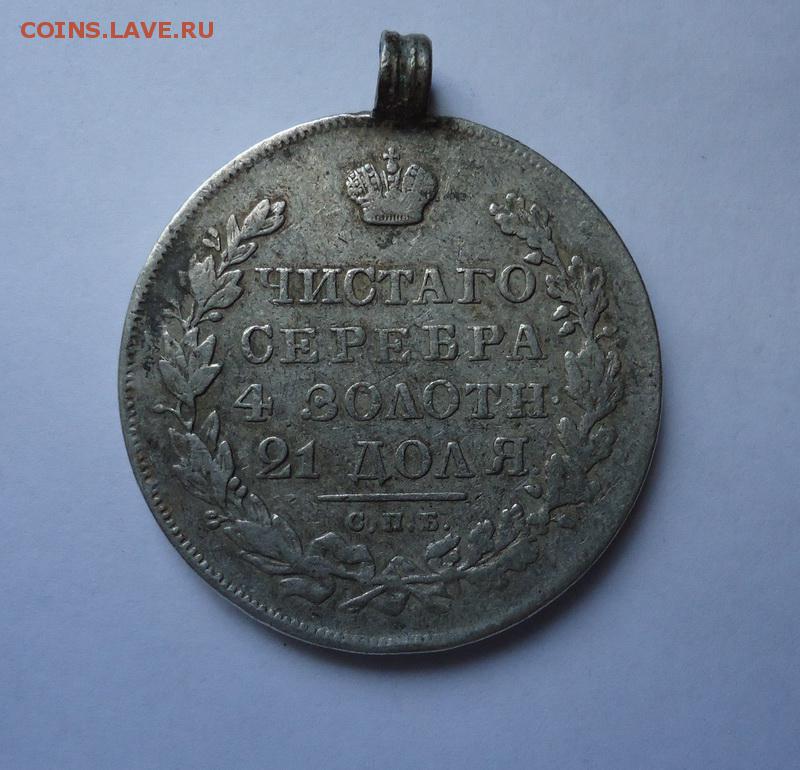 COINS.LAVE.RU
ЧИСТАГО
СЕРЕБРА
4 ЗОЛОТН.
21 ДОЛЯ
С.П.Б.